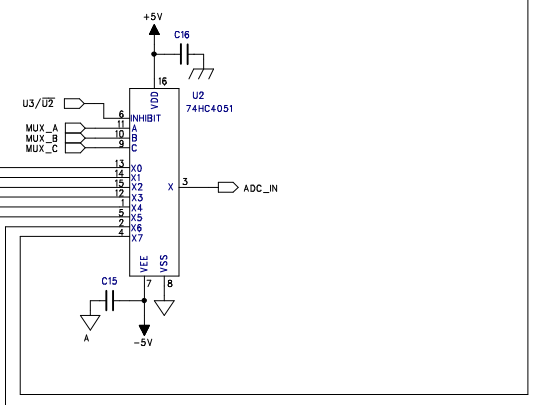 +5V
C16
16
U2
74HC4051
VDD
U3/U2
6 INHIBIT
MUX_A 11 A
MUX_B 10 B
MUX_C 9 C
13 X0
14 X1
15 X2
12 X3
1 X4
5 X5
2 X6
4 X7
X 3 ADC_IN
VEE
VSS
7
8
C15
A
-5V